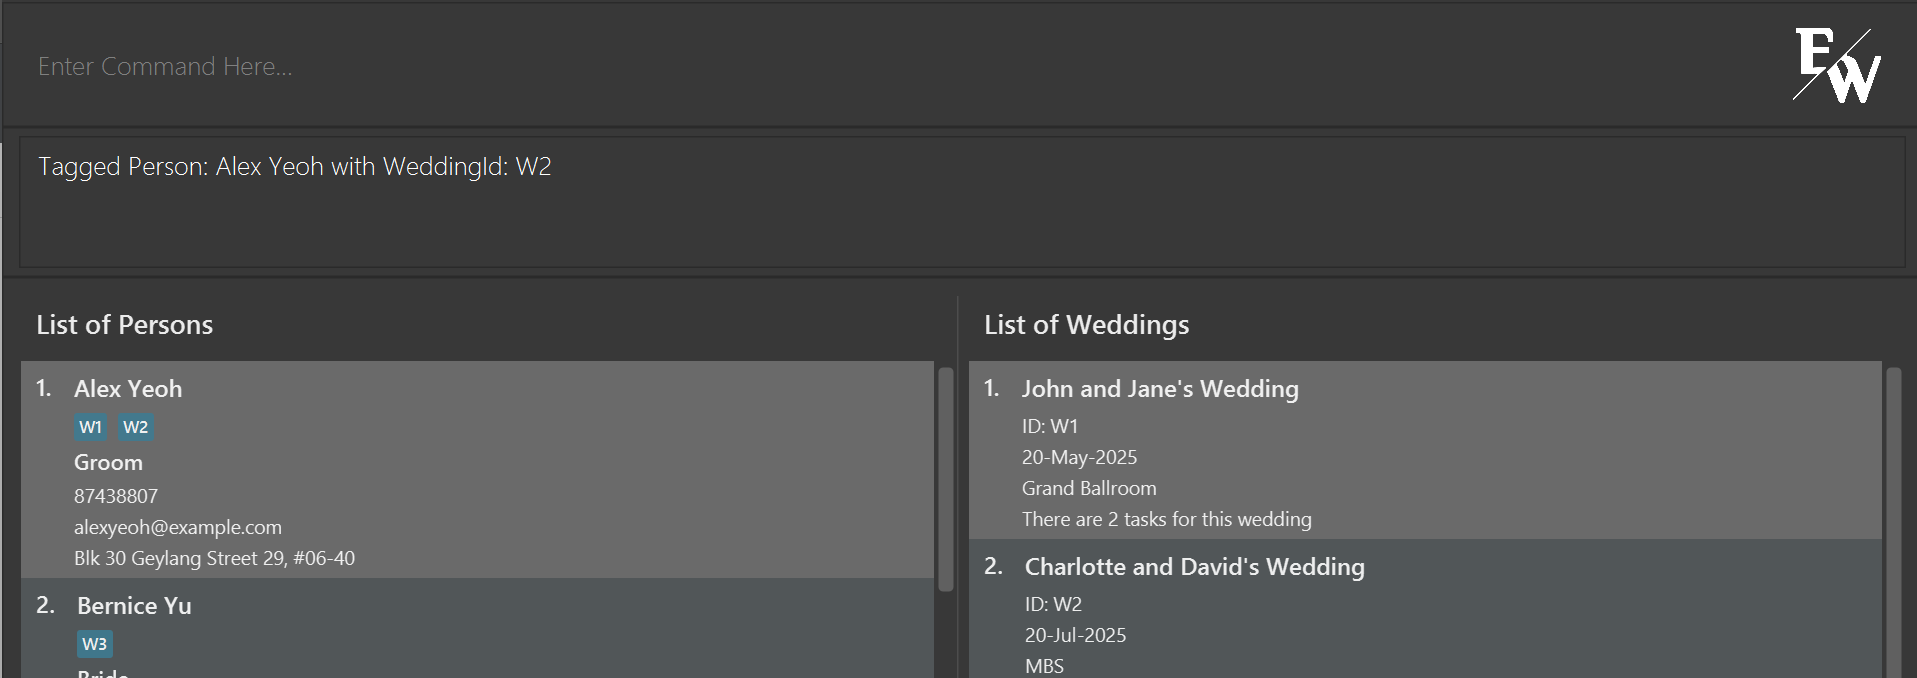 Enter Command Here...
EW
Tagged Person: Alex Yeoh with WeddingId: W2
List of Persons
1. Alex Yeoh
W1 W2
Groom
87438807
alexyeoh@example.com
Blk 30 Geylang Street 29, #06-40
2. Bernice Yu
W3
Bride
List of Weddings
1. John and Jane's Wedding
ID: W1
20-May-2025
Grand Ballroom
There are 2 tasks for this wedding
2. Charlotte and David's Wedding
ID: W2
20-Jul-2025
MBS